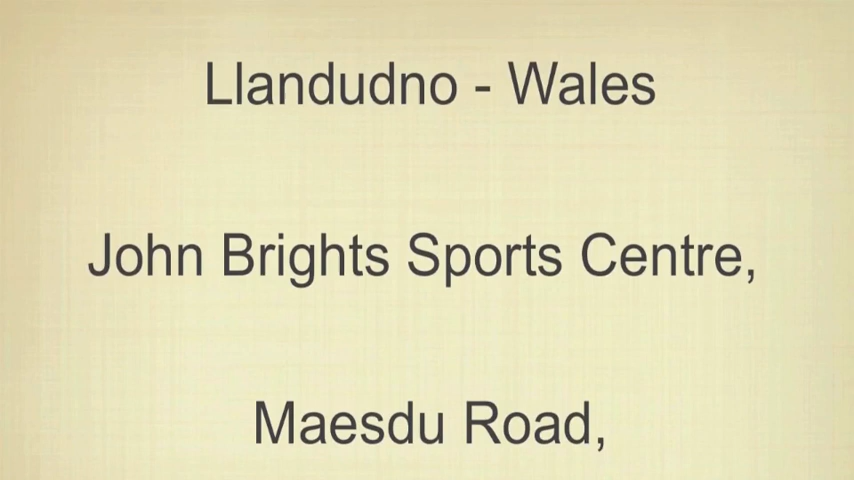 Llandudno - Wales
John Brights Sports Centre,
Maesdu Road,